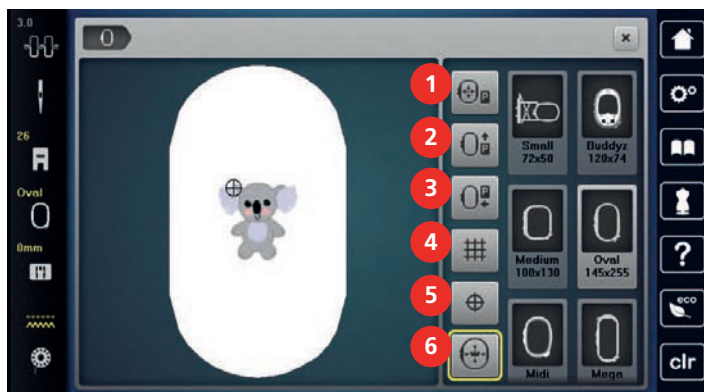 3.0
26
Oval
0mm
1
P
2
P
3
P
4
5
6
Small
72x50
Buddyz
120x74
Medium
100x130
Oval
145x255
Midi
Mega
?
eco
clr